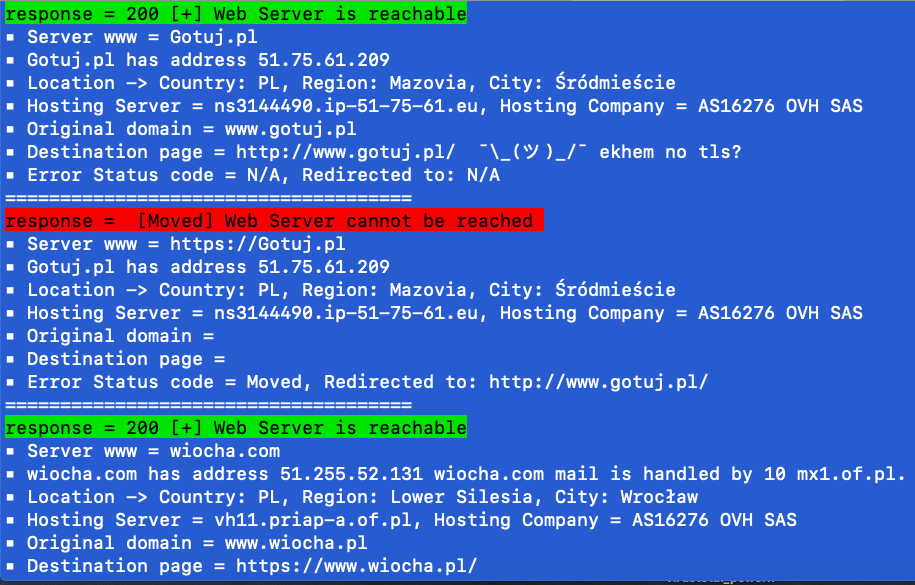 response = 200 [+] Web Server is reachable
▪ Server www = Gotuj.pl
▪ Gotuj.pl has address 51.75.61.209
▪ Location -> Country: PL, Region: Mazovia, City: Śródmieście
▪ Hosting Server = ns3144490.ip-51-75-61.eu, Hosting Company = AS16276 OVH SAS
▪ Original domain = www.gotuj.pl
▪ Destination page = http://www.gotuj.pl/  ¯\_(ツ)_/¯ ekhem no tls?
▪ Error Status code = N/A, Redirected to: N/A
=====================================
response =  [Moved] Web Server cannot be reached
▪ Server www = https://Gotuj.pl
▪ Gotuj.pl has address 51.75.61.209
▪ Location -> Country: PL, Region: Mazovia, City: Śródmieście
▪ Hosting Server = ns3144490.ip-51-75-61.eu, Hosting Company = AS16276 OVH SAS
▪ Original domain =
▪ Destination page =
▪ Error Status code = Moved, Redirected to: http://www.gotuj.pl/
=====================================
response = 200 [+] Web Server is reachable
▪ Server www = wiocha.com
▪ wiocha.com has address 51.255.52.131 wiocha.com mail is handled by 10 mx1.of.pl.
▪ Location -> Country: PL, Region: Lower Silesia, City: Wrocław
▪ Hosting Server = vh11.priap-a.of.pl, Hosting Company = AS16276 OVH SAS
▪ Original domain = www.wiocha.pl
▪ Destination page = https://www.wiocha.pl/